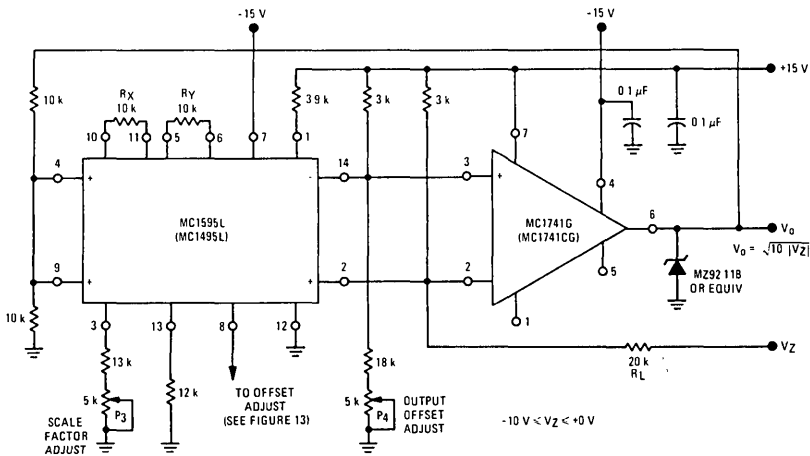 -15 V
-15 V
+15 V
10 k
RX
10 k
RY
10 k
3.9 k
3 k
3 k
0.1 µF
0.1 µF
10
11
5
6
7
1
7
4
4
14
3
+
-
+
MC1595L
(MC1495L)
MC1741G
(MC1741CG)
6
Vo
Vo = √10 |VZ|
MZ92 11B
OR EQUIV
5
9
2
2
+
+
+
1
10 k
3
13
8
12
13 k
12 k
18 k
20 k
RL
VZ
5 k
P3
TO OFFSET
ADJUST
(SEE FIGURE 13)
5 k
P4
OUTPUT
OFFSET
ADJUST
-10 V ≤ VZ ≤ +0 V
SCALE
FACTOR
ADJUST